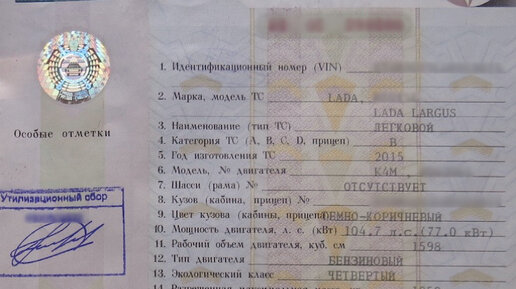 1. Идентификационный номер (VIN)
2. Марка, модель ТС LADA,
LADA LARGUS
3. Наименование (тип ТС) ЛЕГКОВОЙ
Особые отметки
4. Категория ТС (A, B, C, D, прицеп) B
5. Год изготовления ТС 2015
6. Модель, № двигателя K4M,
7. Шасси (рама) № ОТСУТСТВУЕТ
Утилизационный сбор
8. Кузов (кабина, прицеп) №
9. Цвет кузова (кабины, прицепа) ТЕМНО-КОРИЧНЕВЫЙ
10. Мощность двигателя, л. с. (кВт) 104,7 л.с.(77.0 кВт)
11. Рабочий объем двигателя, куб. см 1598
12. Тип двигателя БЕНЗИНОВЫЙ
13. Экологический класс ЧЕТВЕРТЫЙ